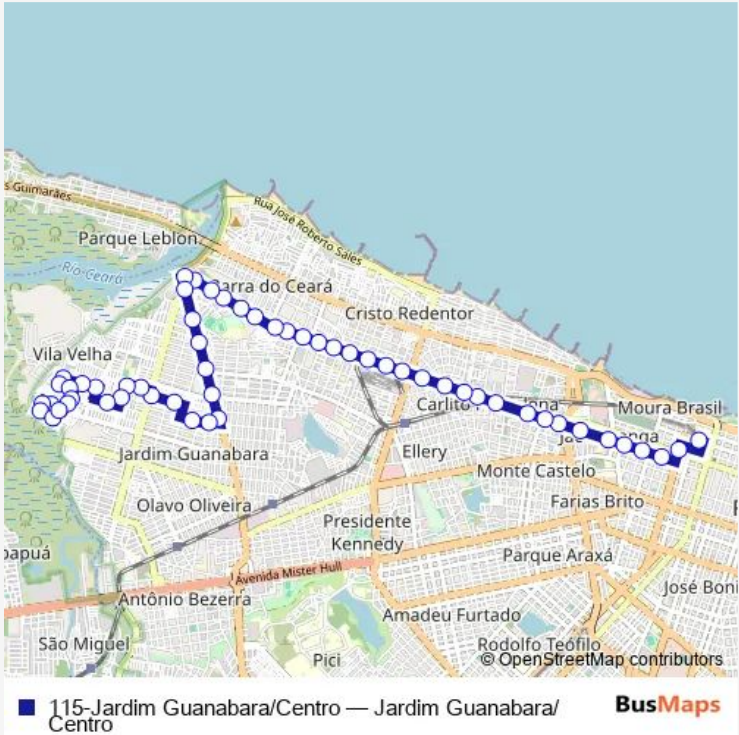 s Guimarães
Rua José Roberto Sales
Parque Leblon
Rio Ceará
Barra do Ceará
Cristo Redentor
Vila Velha
Carlito
Moura Brasil
Jardim Guanabara
Ellery
Monte Castelo
Olavo Oliveira
Farias Brito
Presidente
Kennedy
Parque Araxá
Avenida Mister Hull
José Boni
Antônio Bezerra
Amadeu Furtado
São Miguel
Rodolfo Teófilo
Pici
© OpenStreetMap contributors
115-Jardim Guanabara/Centro — Jardim Guanabara/
Centro
BusMaps